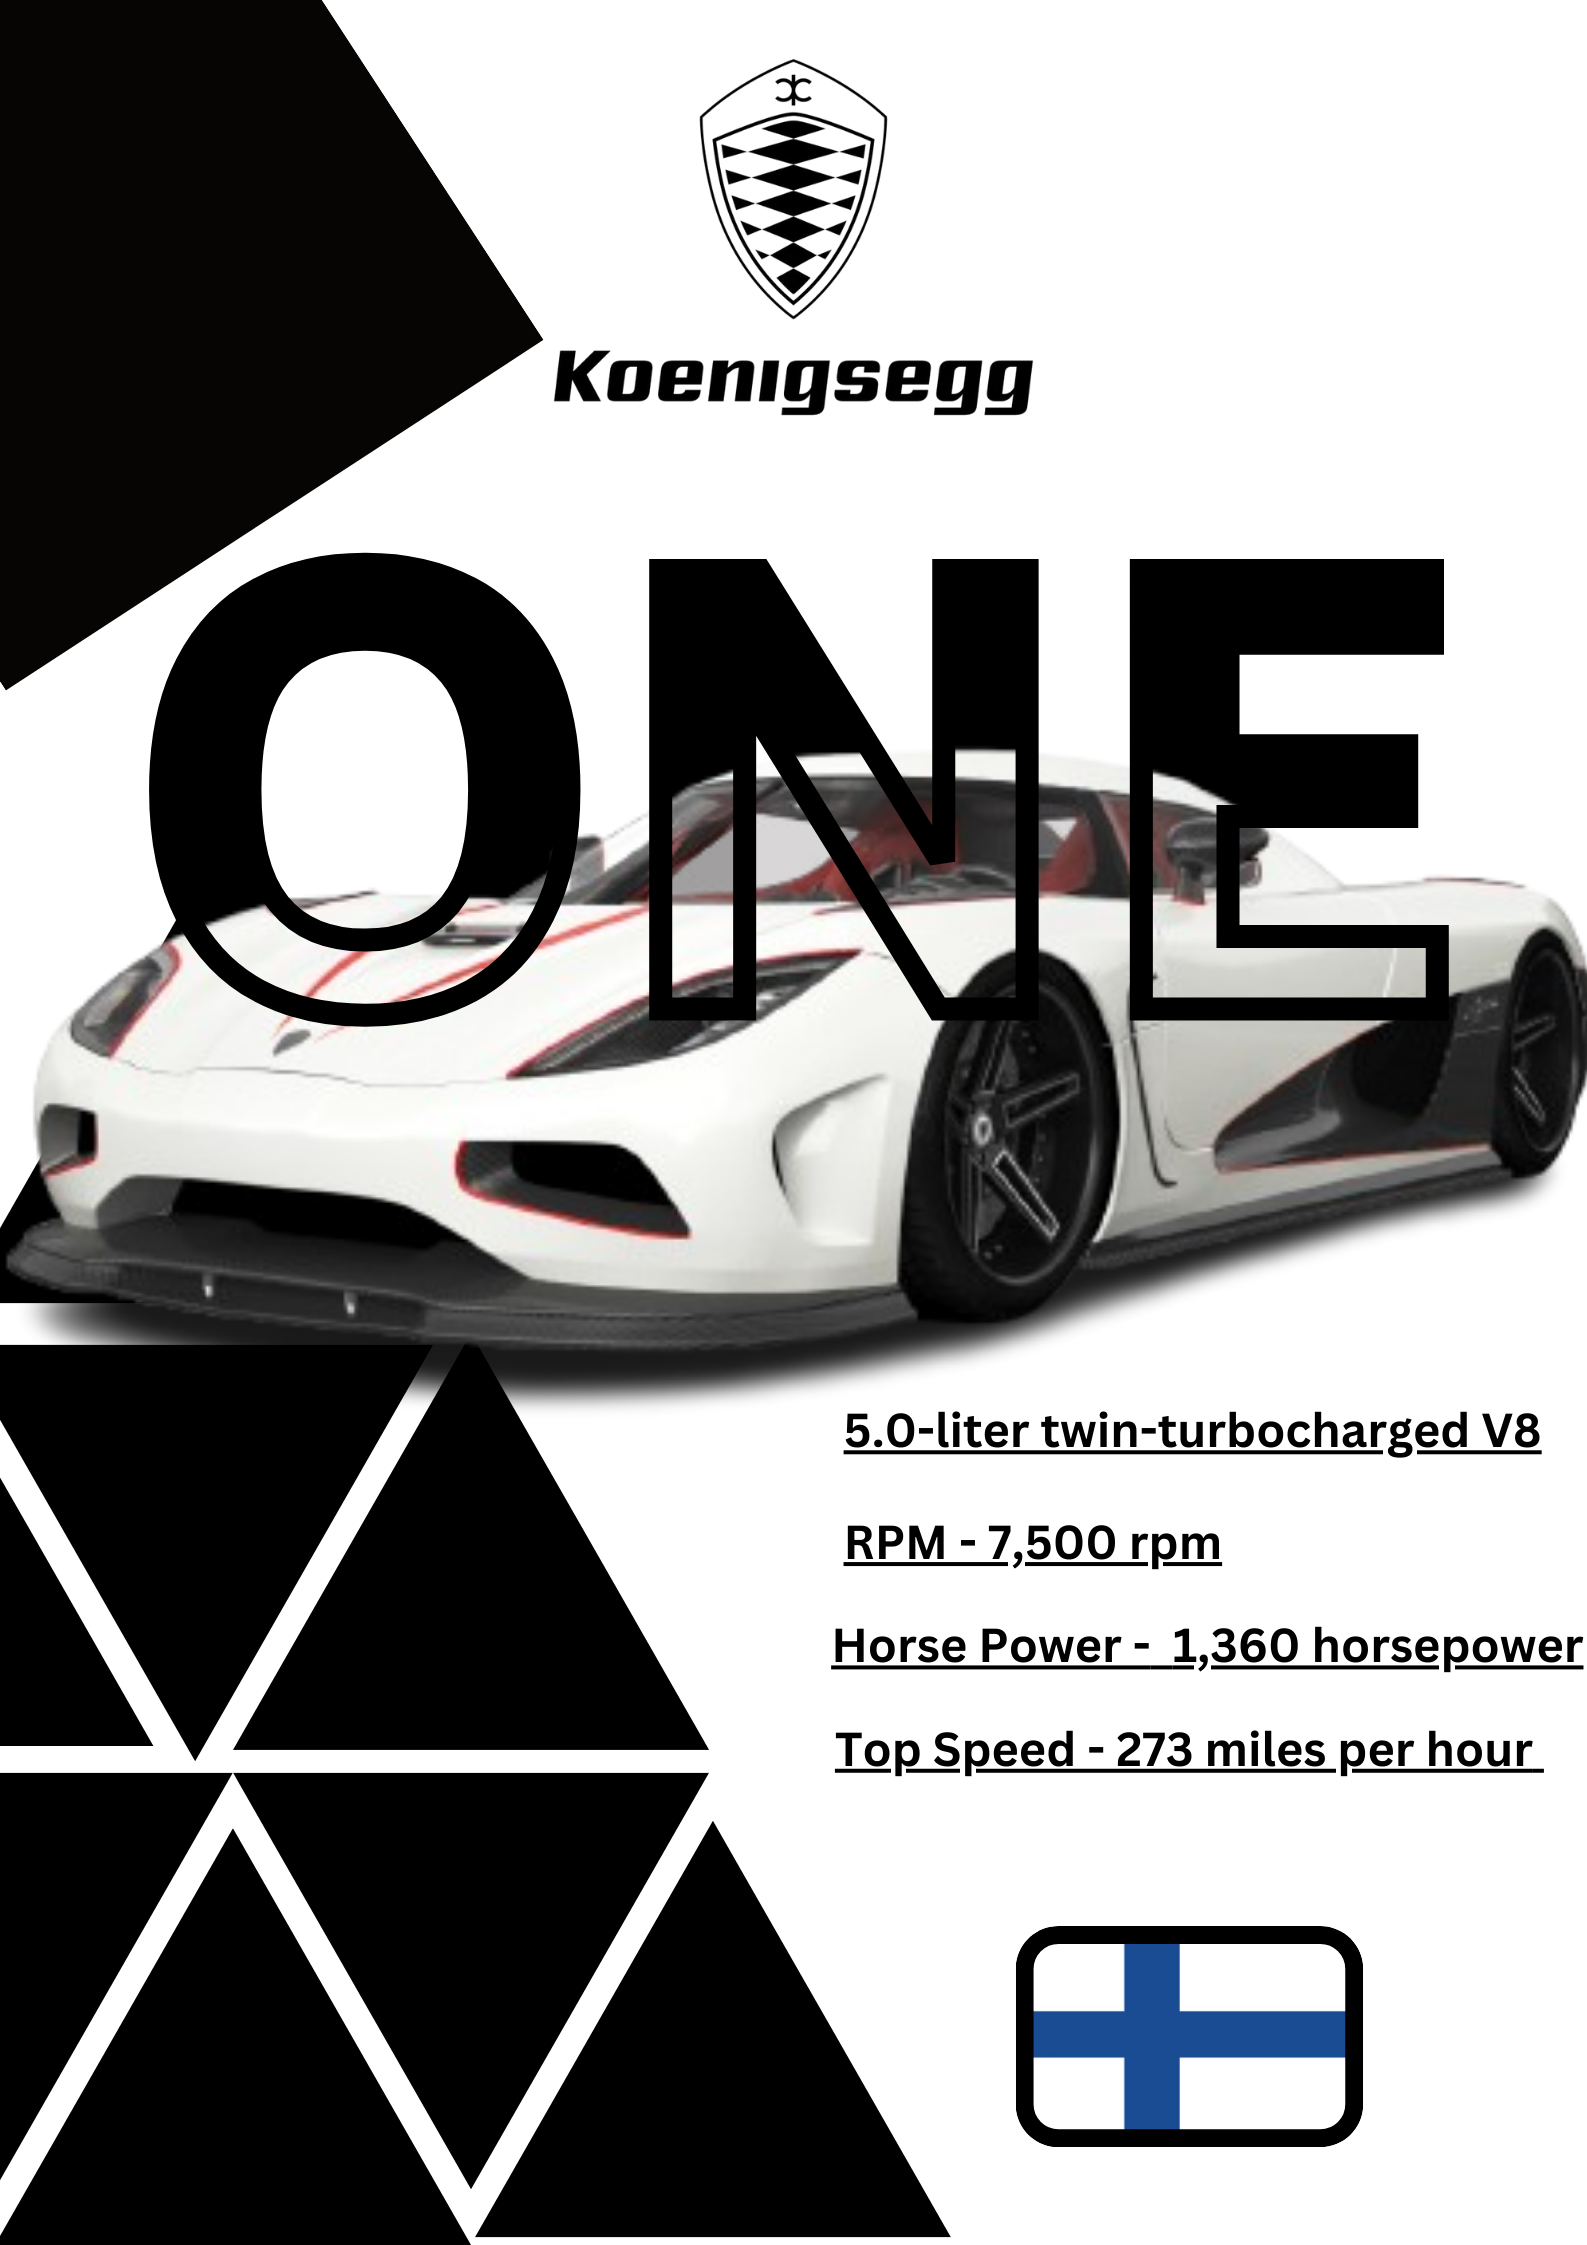 Koenigsegg
ONE
5.0-liter twin-turbocharged V8
RPM - 7,500 rpm
Horse Power -  1,360 horsepower
Top Speed - 273 miles per hour